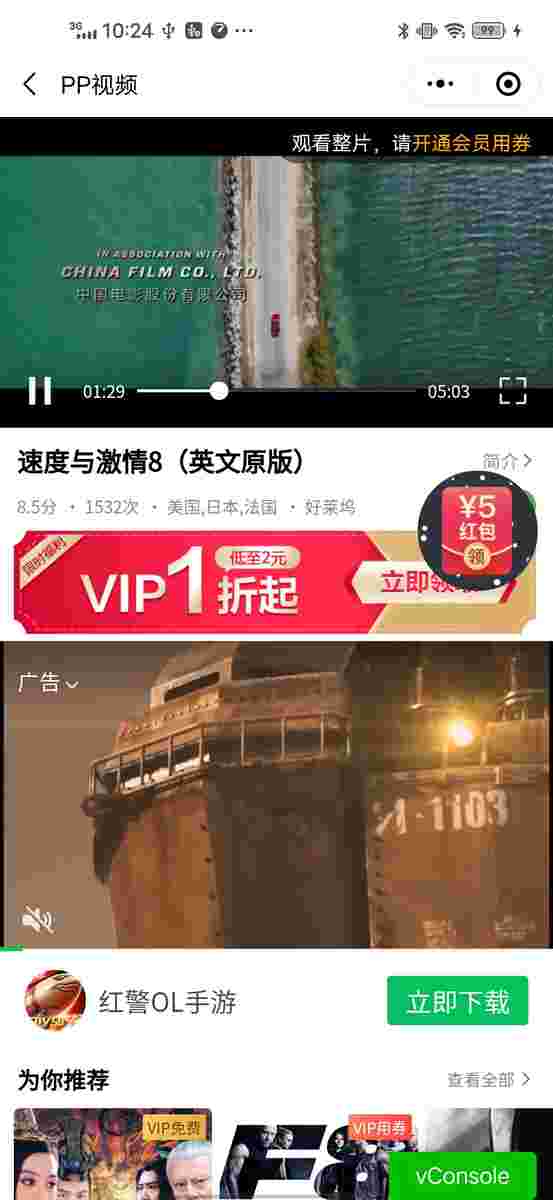 3G 10:24 99
PP视频
观看整片，请开通会员用券
IN ASSOCIATION WITH
CHINA FILM CO., LTD.
中国电影股份有限公司
01:29
05:03
速度与激情8（英文原版）
简介
8.5分 · 1532次 · 美国,日本,法国 · 好莱坞
¥5
红包
领
限时福利
VIP1折起
低至2元
立即领
广告
1-1103
红警OL手游
立即下载
为你推荐
查看全部
VIP免费
VIP用券
F8
vConsole